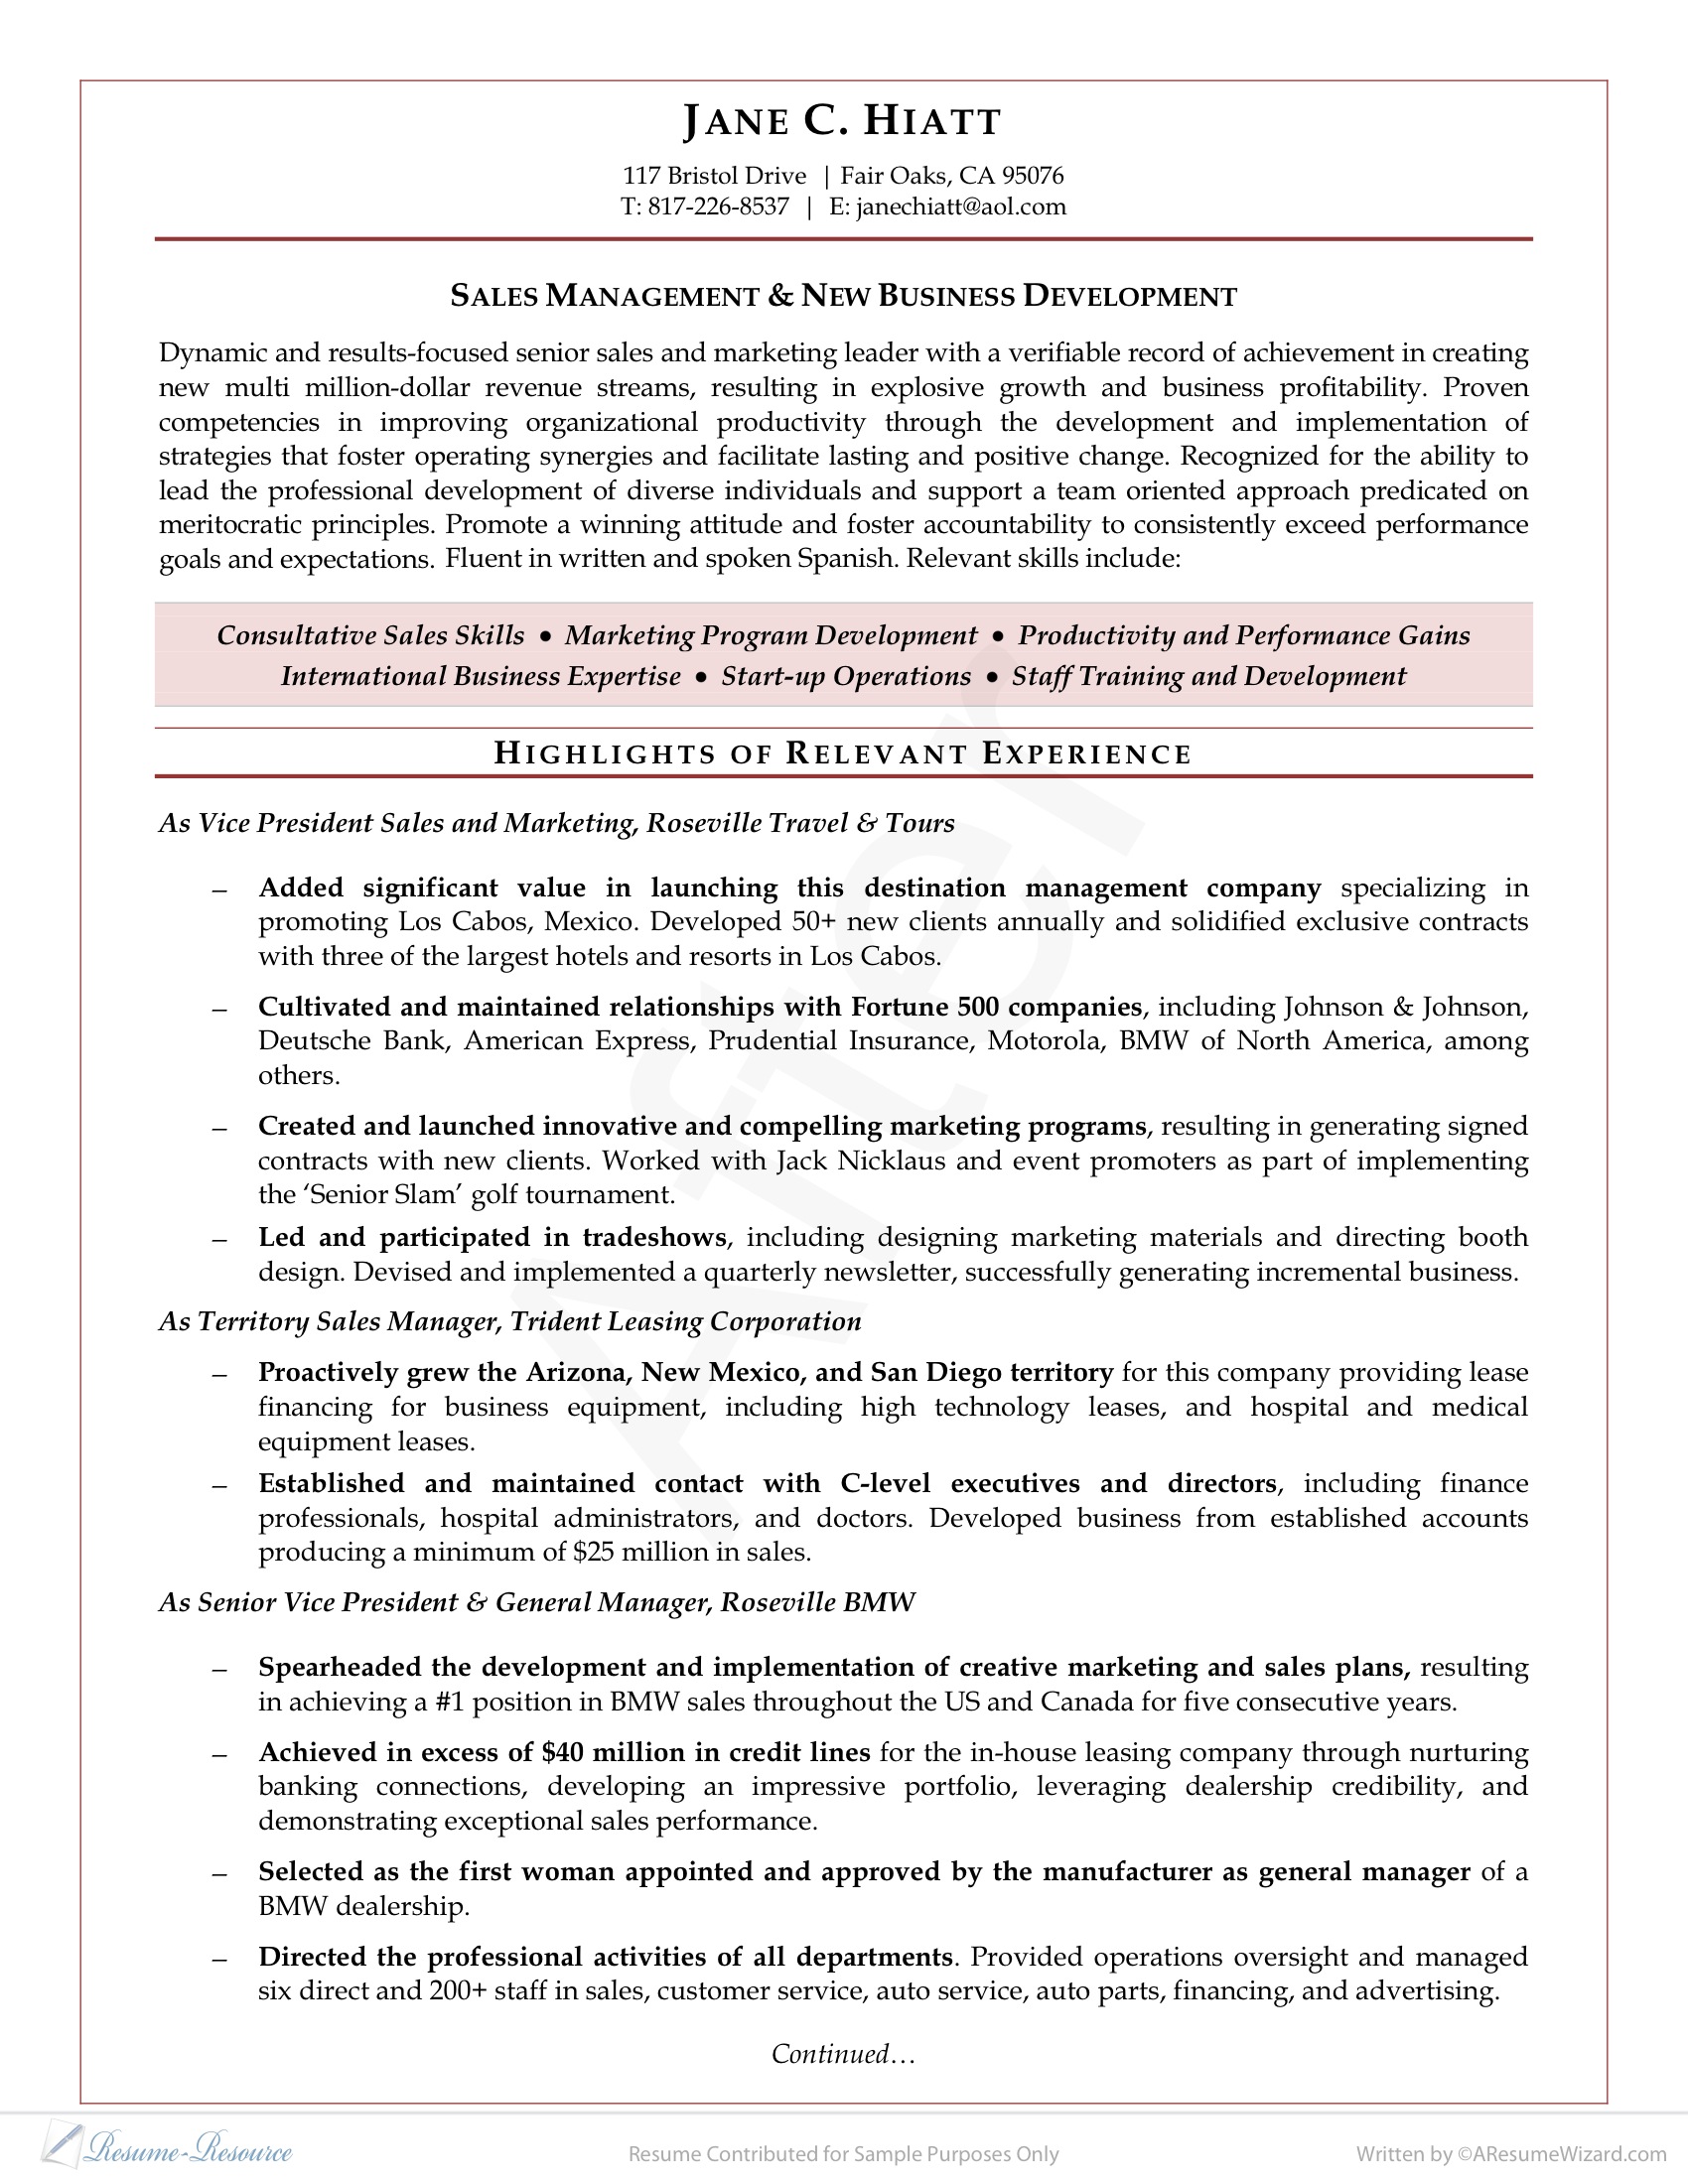 JANE C. HIATT
117 Bristol Drive | Fair Oaks, CA 95076
T: 817-226-8537 | E: janechiatt@aol.com
SALES MANAGEMENT & NEW BUSINESS DEVELOPMENT
Dynamic and results-focused senior sales and marketing leader with a verifiable record of achievement in creating
new multi million-dollar revenue streams, resulting in explosive growth and business profitability. Proven
competencies in improving organizational productivity through the development and implementation of
strategies that foster operating synergies and facilitate lasting and positive change. Recognized for the ability to
lead the professional development of diverse individuals and support a team oriented approach predicated on
meritocratic principles. Promote a winning attitude and foster accountability to consistently exceed performance
goals and expectations. Fluent in written and spoken Spanish. Relevant skills include:
Consultative Sales Skills • Marketing Program Development • Productivity and Performance Gains
International Business Expertise • Start-up Operations • Staff Training and Development
HIGHLIGHTS OF RELEVANT EXPERIENCE
As Vice President Sales and Marketing, Roseville Travel & Tours
– Added significant value in launching this destination management company specializing in
promoting Los Cabos, Mexico. Developed 50+ new clients annually and solidified exclusive contracts
with three of the largest hotels and resorts in Los Cabos.
– Cultivated and maintained relationships with Fortune 500 companies, including Johnson & Johnson,
Deutsche Bank, American Express, Prudential Insurance, Motorola, BMW of North America, among
others.
– Created and launched innovative and compelling marketing programs, resulting in generating signed
contracts with new clients. Worked with Jack Nicklaus and event promoters as part of implementing
the ‘Senior Slam’ golf tournament.
– Led and participated in tradeshows, including designing marketing materials and directing booth
design. Devised and implemented a quarterly newsletter, successfully generating incremental business.
As Territory Sales Manager, Trident Leasing Corporation
– Proactively grew the Arizona, New Mexico, and San Diego territory for this company providing lease
financing for business equipment, including high technology leases, and hospital and medical
equipment leases.
– Established and maintained contact with C-level executives and directors, including finance
professionals, hospital administrators, and doctors. Developed business from established accounts
producing a minimum of $25 million in sales.
As Senior Vice President & General Manager, Roseville BMW
– Spearheaded the development and implementation of creative marketing and sales plans, resulting
in achieving a #1 position in BMW sales throughout the US and Canada for five consecutive years.
– Achieved in excess of $40 million in credit lines for the in-house leasing company through nurturing
banking connections, developing an impressive portfolio, leveraging dealership credibility, and
demonstrating exceptional sales performance.
– Selected as the first woman appointed and approved by the manufacturer as general manager of a
BMW dealership.
– Directed the professional activities of all departments. Provided operations oversight and managed
six direct and 200+ staff in sales, customer service, auto service, auto parts, financing, and advertising.
Continued…
After
Resume-Resource
Resume Contributed for Sample Purposes Only
Written by ©AResumeWizard.com